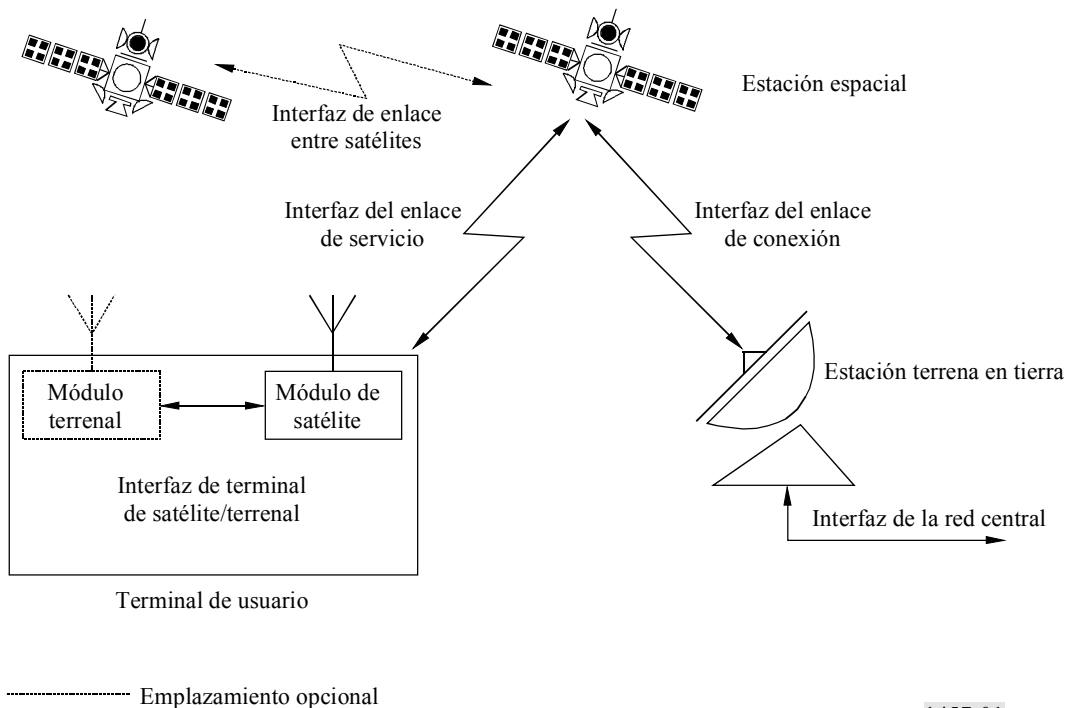 Estación espacial
Interfaz de enlace
entre satélites
Interfaz del enlace
de servicio
Interfaz del enlace
de conexión
Módulo
terrenal
Módulo de
satélite
Estación terrena en tierra
Interfaz de terminal
de satélite/terrenal
Interfaz de la red central
Terminal de usuario
Emplazamiento opcional